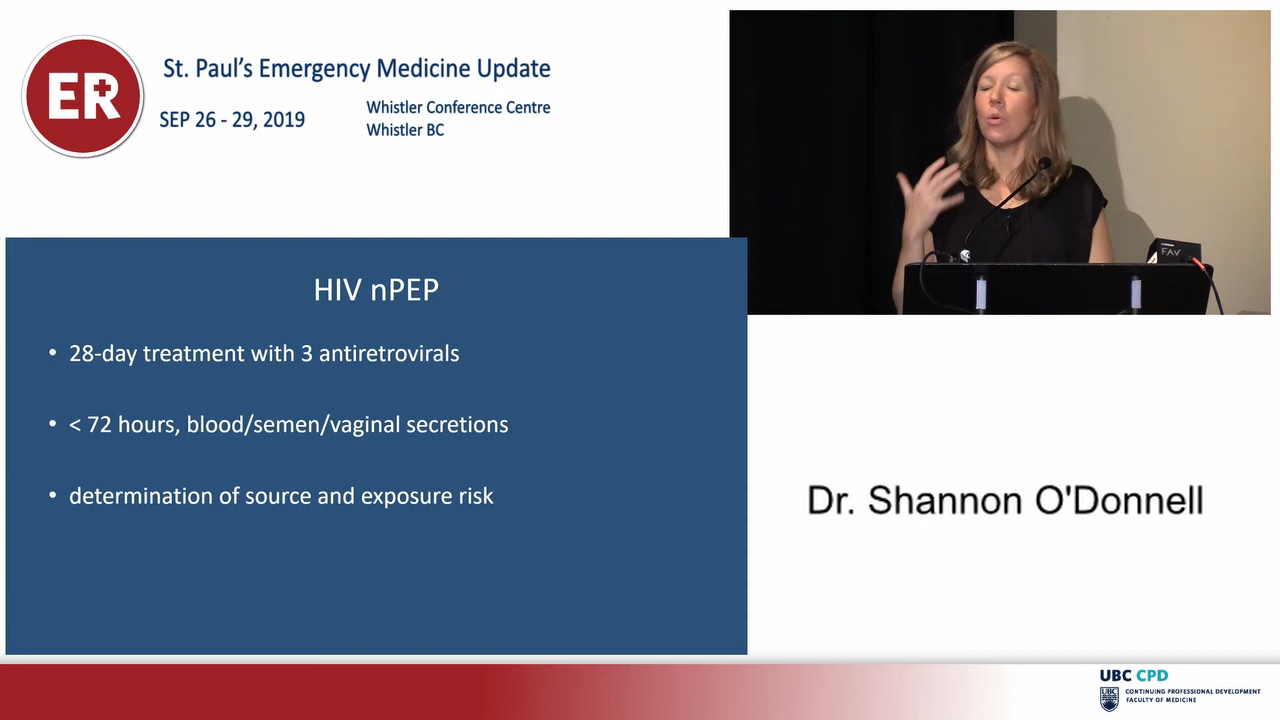 ER
St. Paul's Emergency Medicine Update
SEP 26 - 29, 2019
Whistler Conference Centre
Whistler BC
FAV
HIV nPEP
• 28-day treatment with 3 antiretrovirals
• < 72 hours, blood/semen/vaginal secretions
• determination of source and exposure risk
Dr. Shannon O'Donnell
UBC CPD
UBC
CONTINUING PROFESSIONAL DEVELOPMENT
FACULTY OF MEDICINE